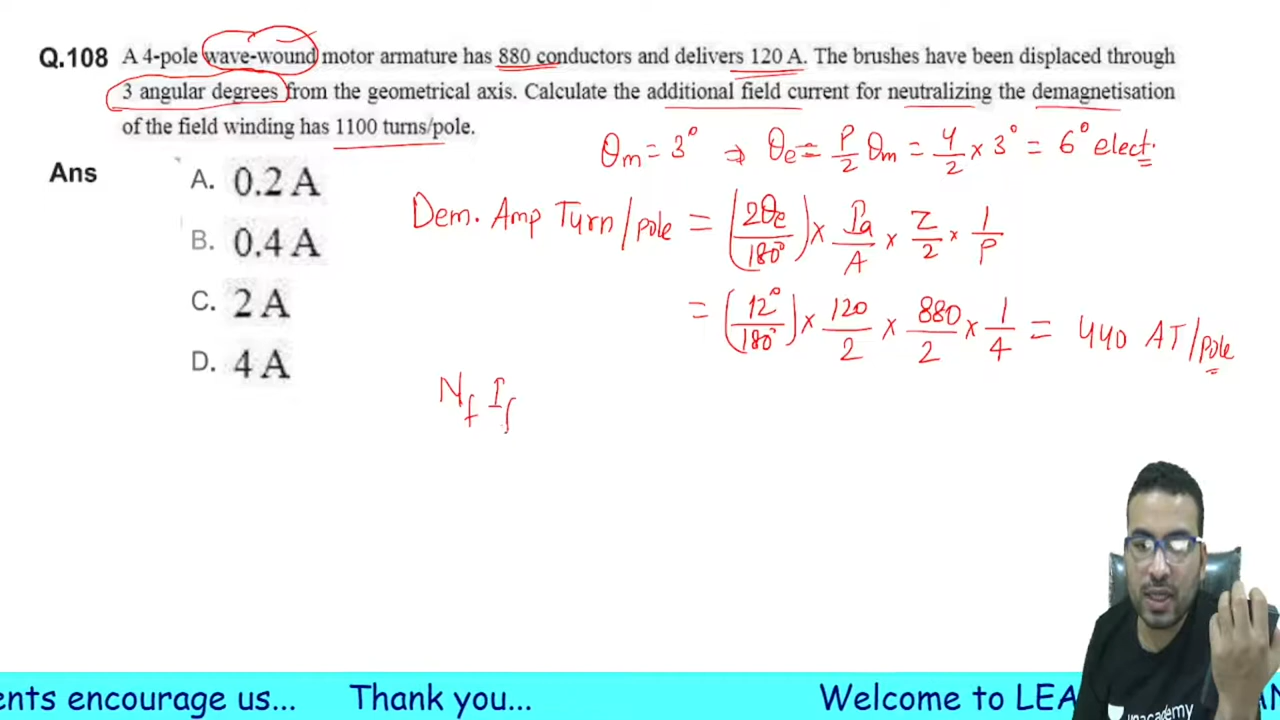 Q.108 A 4-pole wave-wound motor armature has 880 conductors and delivers 120 A. The brushes have been displaced through
3 angular degrees from the geometrical axis. Calculate the additional field current for neutralizing the demagnetisation
of the field winding has 1100 turns/pole.
θm = 3° ⇒ θe = P/2 θm = 4/2 × 3° = 6° elect.
Ans
A. 0.2 A
B. 0.4 A
C. 2 A
D. 4 A
Dem. Amp Turn/pole = (2θe/180°) × Ia/A × Z/2 × 1/P
= (12°/180°) × 120/2 × 880/2 × 1/4 = 440 AT/pole
Nf If
unacademy
ents encourage us... Thank you... Welcome to LEA